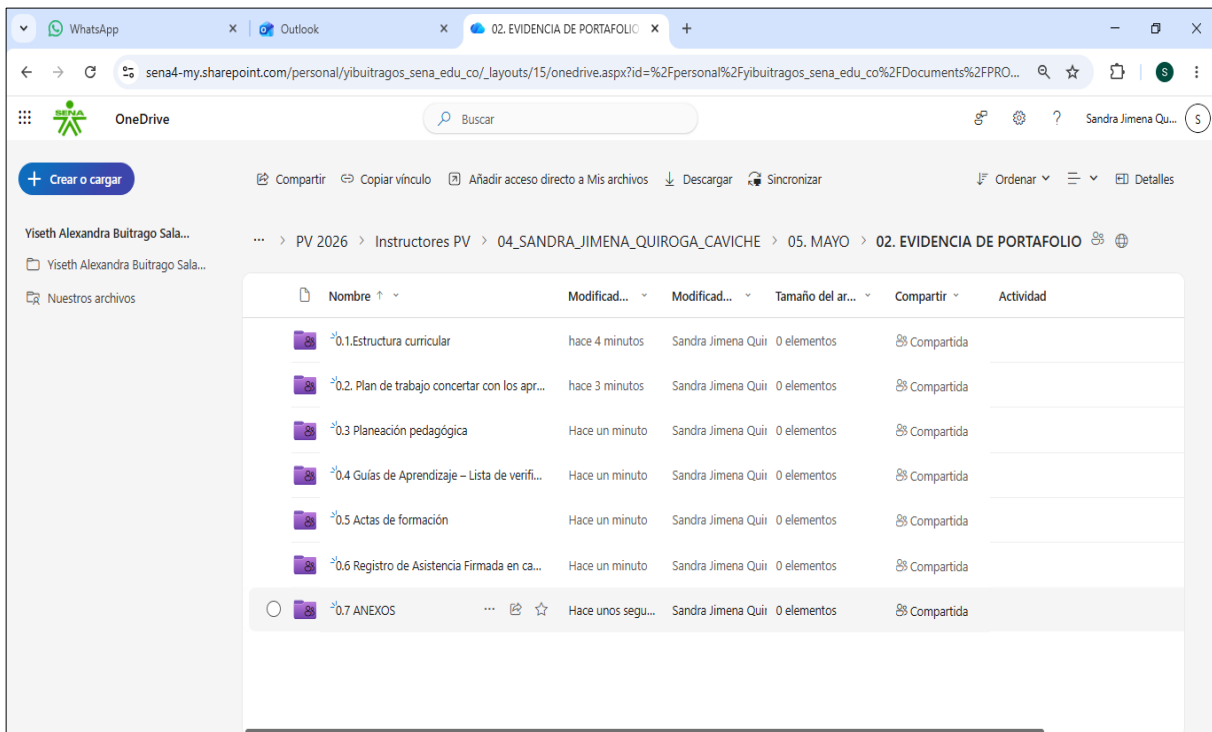 WhatsApp
Outlook
02. EVIDENCIA DE PORTAFOLIO
sena4-my.sharepoint.com/personal/yibuitragos_sena_edu_co/_layouts/15/onedrive.aspx?id=%2Fpersonal%2Fyibuitragos_sena_edu_co%2FDocuments%2FPRO...
S
SENA
OneDrive
Buscar
Sandra Jimena Qu...
S
Crear o cargar
Compartir Copiar vínculo Añadir acceso directo a Mis archivos Descargar Sincronizar Ordenar Detalles
Yiseth Alexandra Buitrago Sala...
Yiseth Alexandra Buitrago Sala...
Nuestros archivos
... > PV 2026 > Instructores PV > 04_SANDRA_JIMENA_QUIROGA_CAVICHE > 05. MAYO > 02. EVIDENCIA DE PORTAFOLIO
Nombre Modificad... Modificad... Tamaño del ar... Compartir Actividad
0.1.Estructura curricular hace 4 minutos Sandra Jimena Quir 0 elementos Compartida
0.2. Plan de trabajo concertar con los apr... hace 3 minutos Sandra Jimena Quir 0 elementos Compartida
0.3 Planeación pedagógica Hace un minuto Sandra Jimena Quir 0 elementos Compartida
0.4 Guías de Aprendizaje – Lista de verifi... Hace un minuto Sandra Jimena Quir 0 elementos Compartida
0.5 Actas de formación Hace un minuto Sandra Jimena Quir 0 elementos Compartida
0.6 Registro de Asistencia Firmada en ca... Hace un minuto Sandra Jimena Quir 0 elementos Compartida
0.7 ANEXOS ... Hace unos segu... Sandra Jimena Quir 0 elementos Compartida